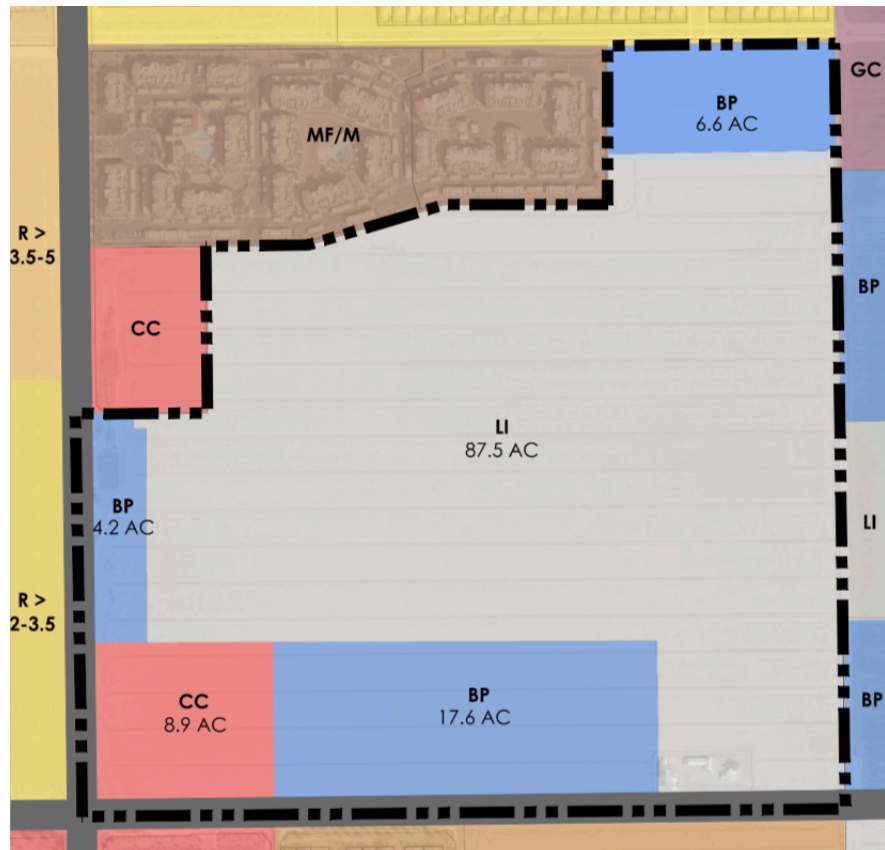 GC
BP
6.6 AC
MF/M
R >
3.5-5
BP
CC
LI
87.5 AC
BP
4.2 AC
LI
R >
2-3.5
CC
8.9 AC
BP
17.6 AC
BP